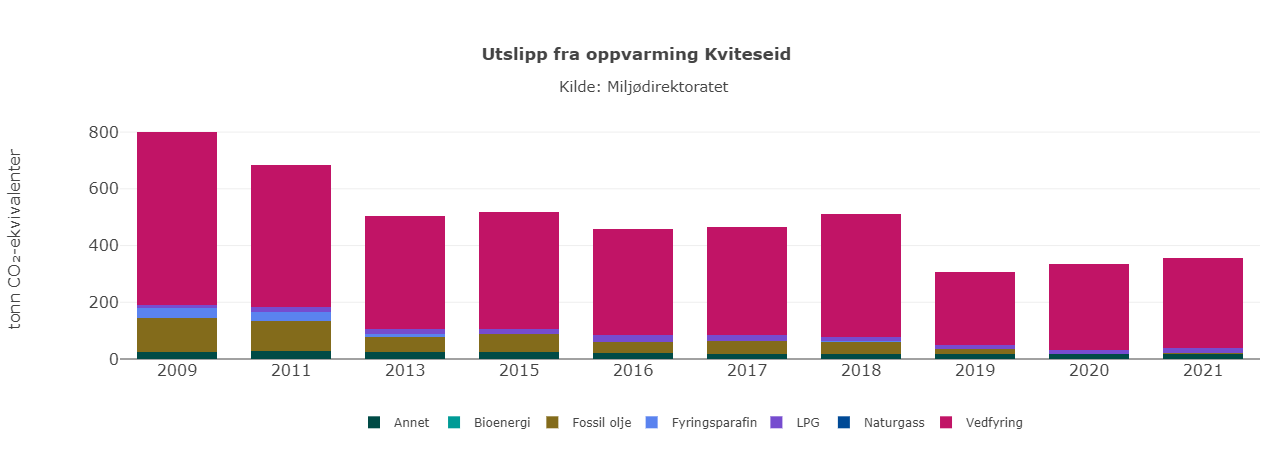 Utslipp fra oppvarming Kviteseid
Kilde: Miljødirektoratet
tonn CO₂-ekvivalenter
800
600
400
200
0
2009 2011 2013 2015 2016 2017 2018 2019 2020 2021
Annet Bioenergi Fossil olje Fyringsparafin LPG Naturgass Vedfyring